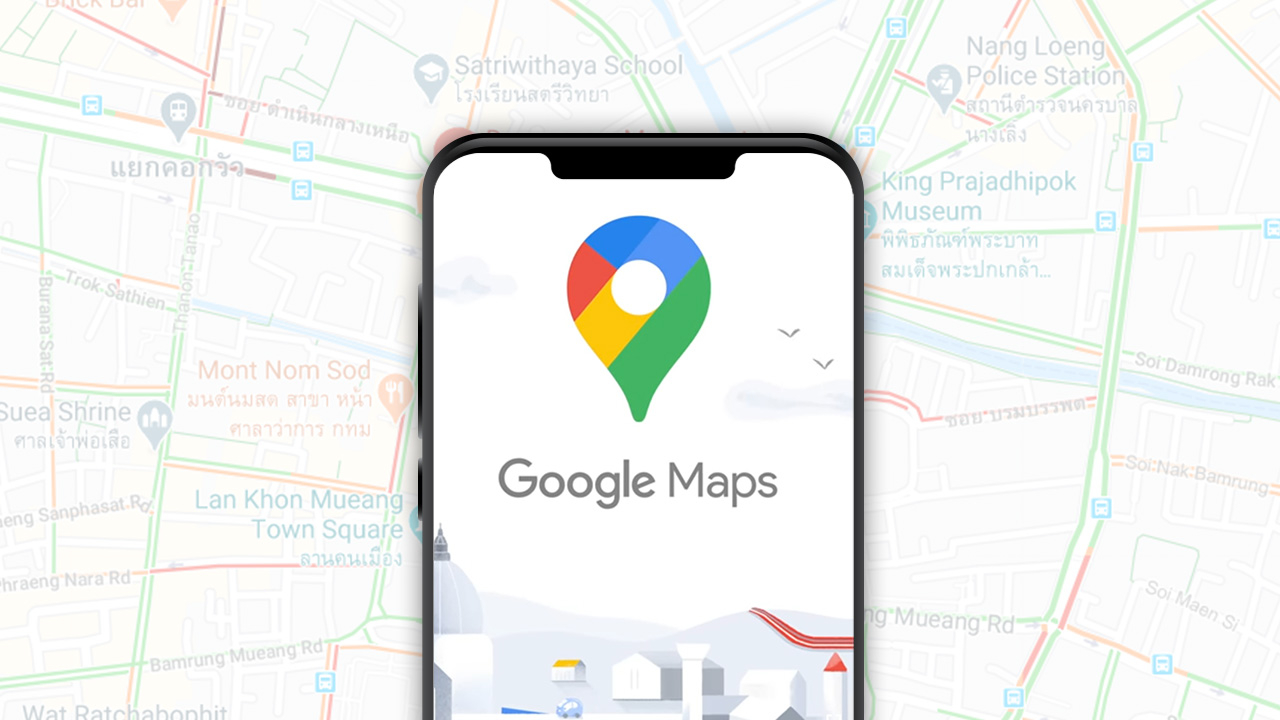 Brick Bar
Satriwithaya School
โรงเรียนสตรีวิทยา
Nang Loeng
Police Station
สถานีตำรวจนครบาล
นางเลิ้ง
ซอย ดำเนินกลางเหนือ
แยกคอกวัว
King Prajadhipok
Museum
พิพิธภัณฑ์พระบาท
สมเด็จพระปกเกล้า...
Thanon Tanao
Trok Sathien
Burana Sat Rd
Mont Nom Sod
มนต์นมสด สาขา หน้า
ศาลาว่าการ กทม
Suea Shrine
ศาลเจ้าพ่อเสือ
Soi Damrong Rak
ซอย บรมบรรพต
Google Maps
Soi Nak Bamrung
Lan Khon Mueang
Town Square
ลานคนเมือง
Sanphasat Rd
Phraeng Nara Rd
Soi Maen Si
Mueang Rd
Bamrung Mueang Rd
Wat Ratchabophit